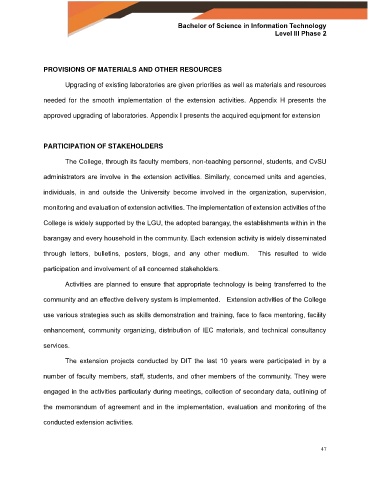 Bachelor of Science in Information Technology
Level III Phase 2
PROVISIONS OF MATERIALS AND OTHER RESOURCES
Upgrading of existing laboratories are given priorities as well as materials and resources
needed for the smooth implementation of the extension activities. Appendix H presents the
approved upgrading of laboratories. Appendix I presents the acquired equipment for extension
PARTICIPATION OF STAKEHOLDERS
The College, through its faculty members, non-teaching personnel, students, and CvSU
administrators are involve in the extension activities. Similarly, concerned units and agencies,
individuals, in and outside the University become involved in the organization, supervision,
monitoring and evaluation of extension activities. The implementation of extension activities of the
College is widely supported by the LGU, the adopted barangay, the establishments within in the
barangay and every household in the community. Each extension activity is widely disseminated
through letters, bulletins, posters, blogs, and any other medium. This resulted to wide
participation and involvement of all concerned stakeholders.
Activities are planned to ensure that appropriate technology is being transferred to the
community and an effective delivery system is implemented. Extension activities of the College
use various strategies such as skills demonstration and training, face to face mentoring, facility
enhancement, community organizing, distribution of IEC materials, and technical consultancy
services.
The extension projects conducted by DIT the last 10 years were participated in by a
number of faculty members, staff, students, and other members of the community. They were
engaged in the activities particularly during meetings, collection of secondary data, outlining of
the memorandum of agreement and in the implementation, evaluation and monitoring of the
conducted extension activities.
47